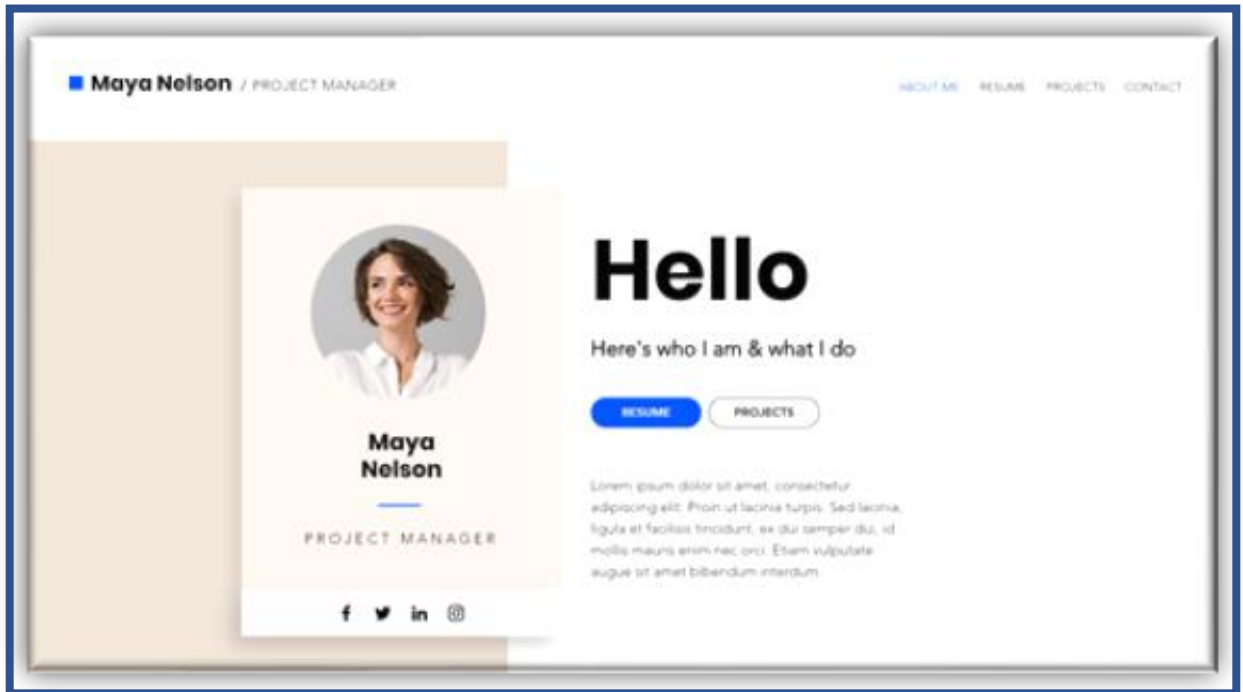 Maya Nelson / PROJECT MANAGER
ABOUT ME RESUME PROJECTS CONTACT
Hello
Here's who I am & what I do
RESUME PROJECTS
Maya
Nelson
PROJECT MANAGER
Lorem ipsum dolor sit amet, consectetur
adipiscing elit. Proin ut lacinia turpis. Sed lacinia,
ligula et facilisis tincidunt, ex dui semper dui, id
mollis mauris enim nec orci. Etiam vulputate
augue sit amet bibendum interdum.